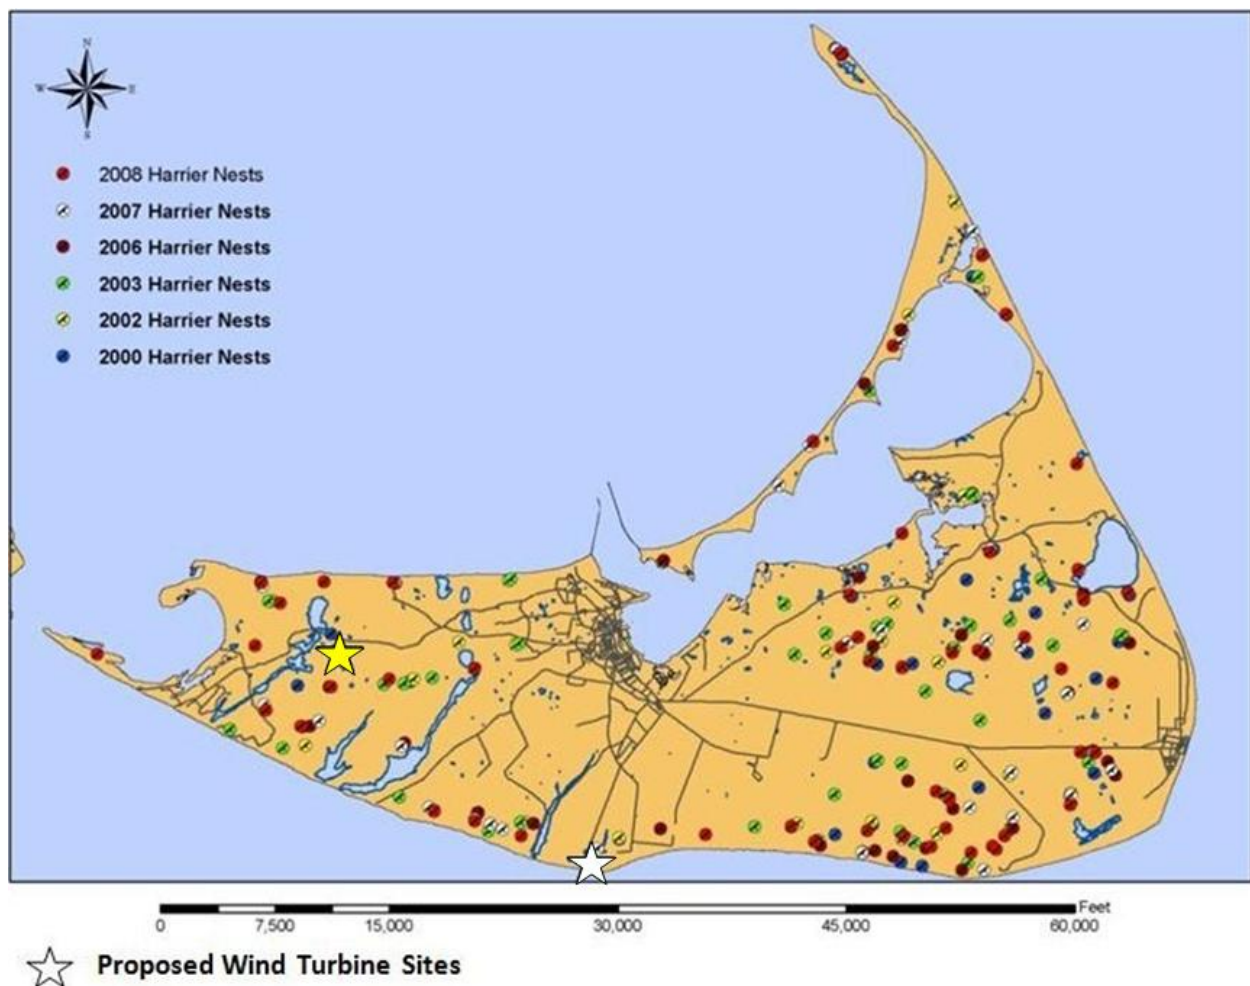 N
W E
S
2008 Harrier Nests
2007 Harrier Nests
2006 Harrier Nests
2003 Harrier Nests
2002 Harrier Nests
2000 Harrier Nests
Feet
0 7,500 15,000 30,000 45,000 60,000
Proposed Wind Turbine Sites